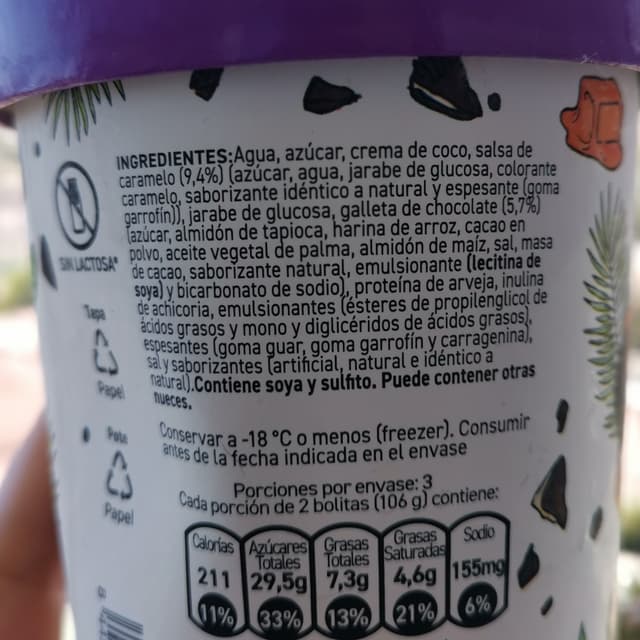 INGREDIENTES:Agua, azúcar, crema de coco, salsa de
caramelo (9,4%) (azúcar, agua, jarabe de glucosa, colorante
caramelo, saborizante idéntico a natural y espesante (goma
garrofín)), jarabe de glucosa, galleta de chocolate (5,7%)
(azúcar, almidón de tapioca, harina de arroz, cacao en
polvo, aceite vegetal de palma, almidón de maíz, sal, masa
de cacao, saborizante natural, emulsionante (lecitina de
soya) y bicarbonato de sodio), proteína de arveja, inulina
de achicoria, emulsionantes (ésteres de propilenglicol de
ácidos grasos y mono y diglicéridos de ácidos grasos),
espesantes (goma guar, goma garrofín y carragenina),
sal y saborizantes (artificial, natural e idéntico a
natural).Contiene soya y sulfito. Puede contener otras
nueces.
SIN LACTOSA*
Tapa
Papel
Pote
Papel
Conservar a -18 °C o menos (freezer). Consumir
antes de la fecha indicada en el envase
Porciones por envase: 3
Cada porción de 2 bolitas (106 g) contiene:
Calorías
211
11%
Azúcares
Totales
29,5g
33%
Grasas
Totales
7,3g
13%
Grasas
Saturadas
4,6g
21%
Sodio
155mg
6%